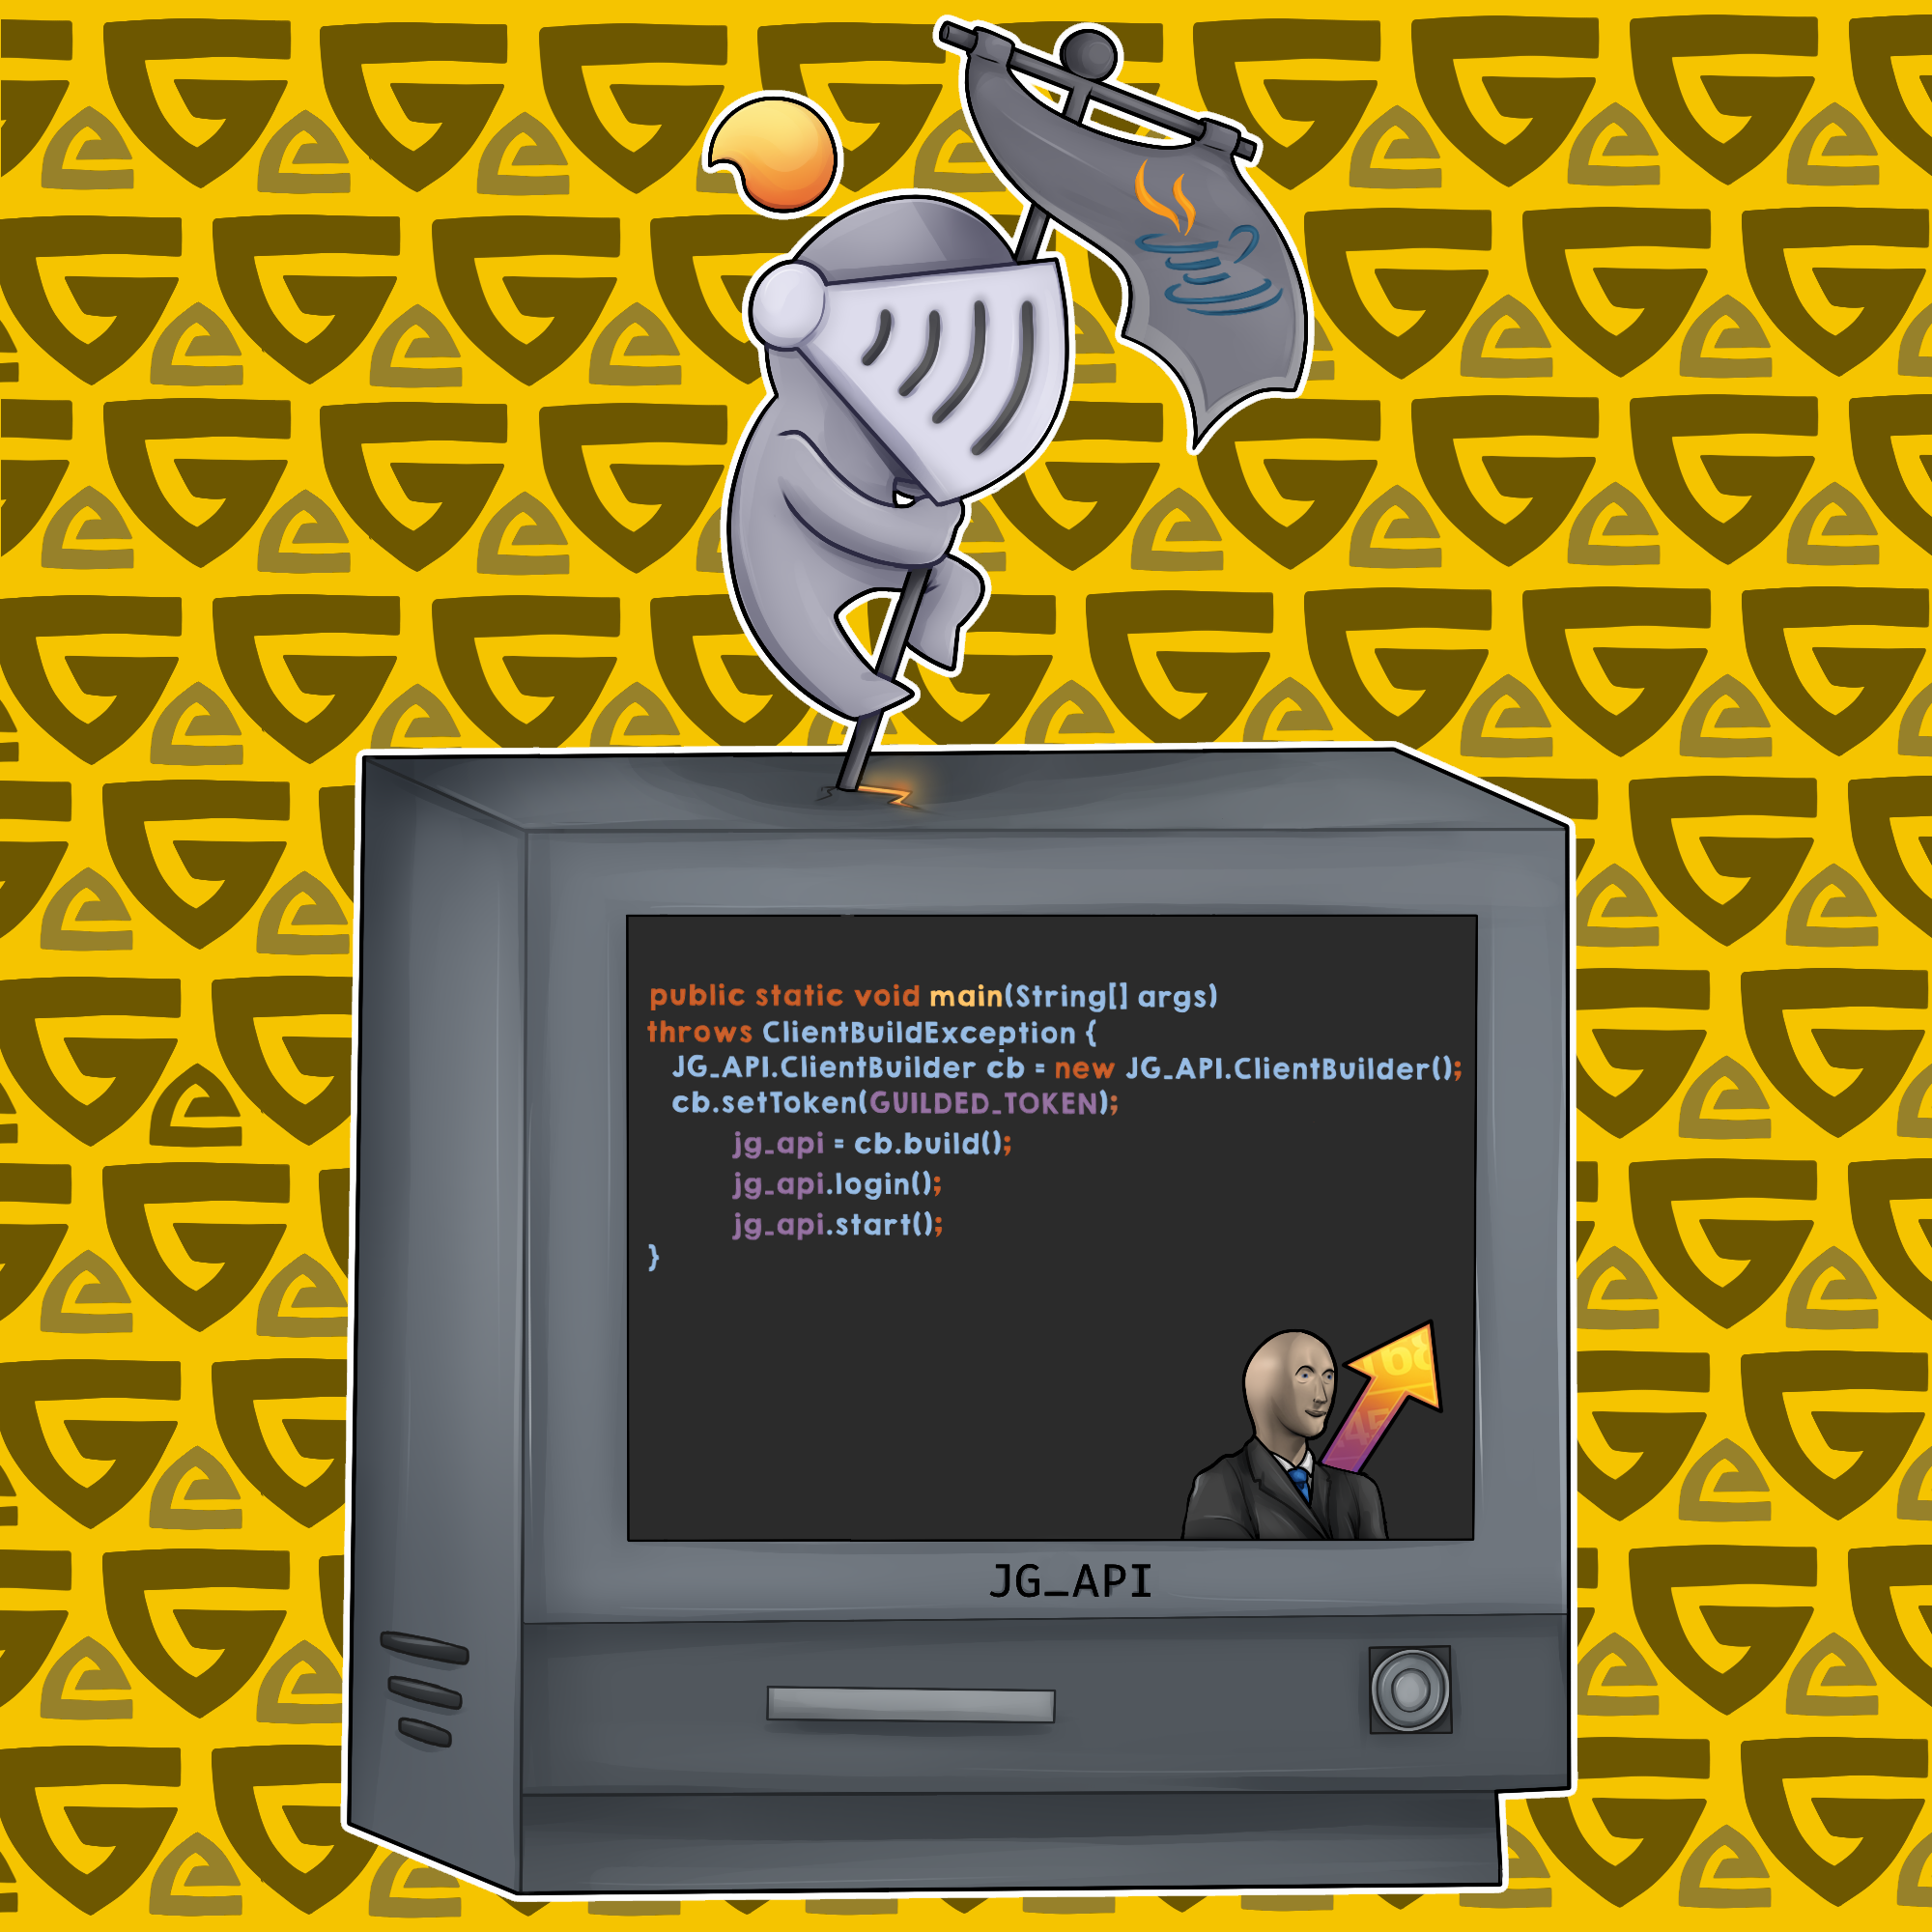 public static void main(String[] args)
throws ClientBuildException {
JG_API.ClientBuilder cb = new JG_API.ClientBuilder();
cb.setToken(GUILDED_TOKEN);
jg_api = cb.build();
jg_api.login();
jg_api.start();
}
JG_API